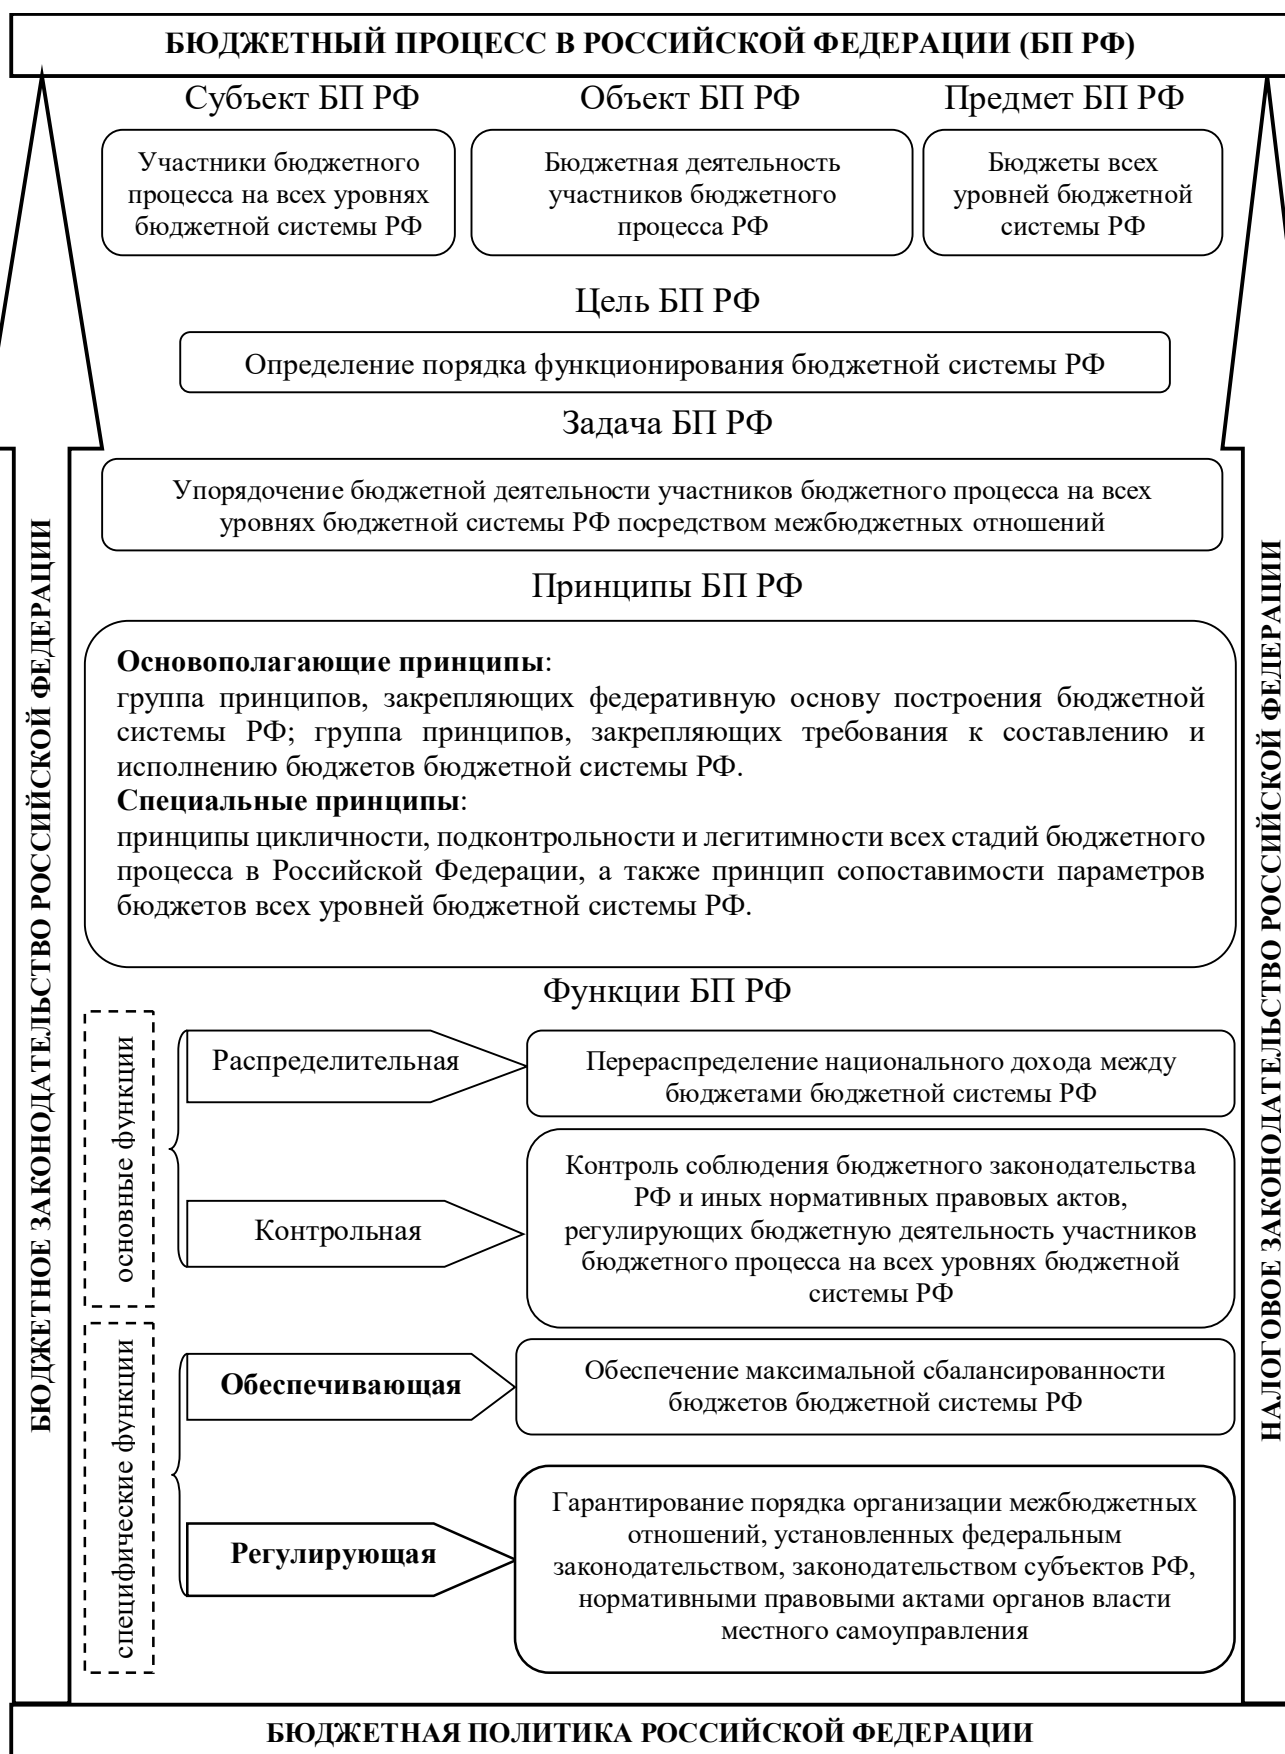 БЮДЖЕТНЫЙ ПРОЦЕСС В РОССИЙСКОЙ ФЕДЕРАЦИИ (БП РФ)
Субъект БП РФ
Объект БП РФ
Предмет БП РФ
Участники бюджетного
процесса на всех уровнях
бюджетной системы РФ
Бюджетная деятельность
участников бюджетного
процесса РФ
Бюджеты всех
уровней бюджетной
системы РФ
Цель БП РФ
Определение порядка функционирования бюджетной системы РФ
Задача БП РФ
Упорядочение бюджетной деятельности участников бюджетного процесса на всех
уровнях бюджетной системы РФ посредством межбюджетных отношений
Принципы БП РФ
Основополагающие принципы:
группа принципов, закрепляющих федеративную основу построения бюджетной
системы РФ; группа принципов, закрепляющих требования к составлению и
исполнению бюджетов бюджетной системы РФ.
Специальные принципы:
принципы цикличности, подконтрольности и легитимности всех стадий бюджетного
процесса в Российской Федерации, а также принцип сопоставимости параметров
бюджетов всех уровней бюджетной системы РФ.
Функции БП РФ
основные функции
Распределительная
Перераспределение национального дохода между
бюджетами бюджетной системы РФ
Контрольная
Контроль соблюдения бюджетного законодательства
РФ и иных нормативных правовых актов,
регулирующих бюджетную деятельность участников
бюджетного процесса на всех уровнях бюджетной
системы РФ
специфические функции
Обеспечивающая
Обеспечение максимальной сбалансированности
бюджетов бюджетной системы РФ
Регулирующая
Гарантирование порядка организации межбюджетных
отношений, установленных федеральным
законодательством, законодательством субъектов РФ,
нормативными правовыми актами органов власти
местного самоуправления
БЮДЖЕТНОЕ ЗАКОНОДАТЕЛЬСТВО РОССИЙСКОЙ ФЕДЕРАЦИИ
НАЛОГОВОЕ ЗАКОНОДАТЕЛЬСТВО РОССИЙСКОЙ ФЕДЕРАЦИИ
БЮДЖЕТНАЯ ПОЛИТИКА РОССИЙСКОЙ ФЕДЕРАЦИИ